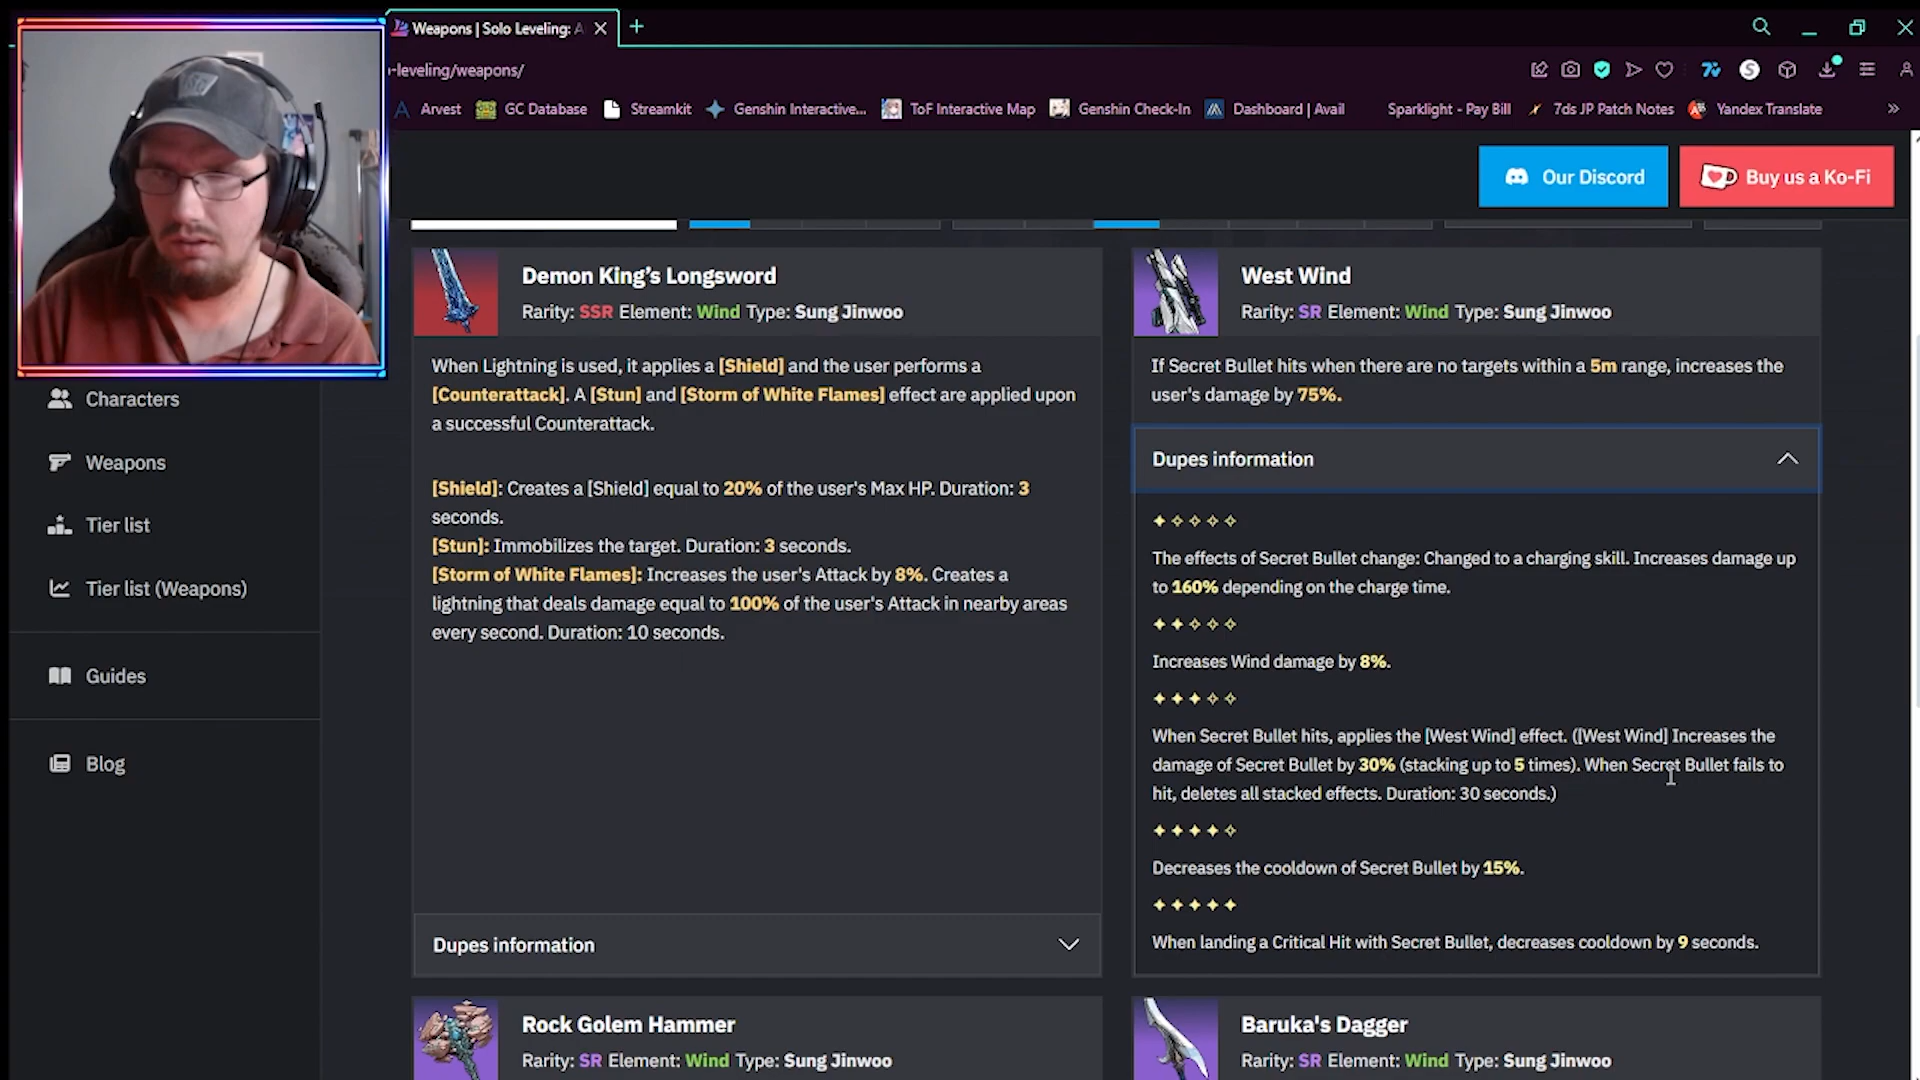 Weapons | Solo Leveling: A
-leveling/weapons/
Arvest
GC Database
Streamkit
Genshin Interactive...
ToF Interactive Map
Genshin Check-In
Dashboard | Avail
Sparklight - Pay Bill
7ds JP Patch Notes
Yandex Translate
Our Discord
Buy us a Ko-Fi
Characters
Weapons
Tier list
Tier list (Weapons)
Guides
Blog
Demon King's Longsword
Rarity: SSR Element: Wind Type: Sung Jinwoo
When Lightning is used, it applies a [Shield] and the user performs a
[Counterattack]. A [Stun] and [Storm of White Flames] effect are applied upon
a successful Counterattack.
[Shield]: Creates a [Shield] equal to 20% of the user's Max HP. Duration: 3
seconds.
[Stun]: Immobilizes the target. Duration: 3 seconds.
[Storm of White Flames]: Increases the user's Attack by 8%. Creates a
lightning that deals damage equal to 100% of the user's Attack in nearby areas
every second. Duration: 10 seconds.
Dupes information
West Wind
Rarity: SR Element: Wind Type: Sung Jinwoo
If Secret Bullet hits when there are no targets within a 5m range, increases the
user's damage by 75%.
Dupes information
The effects of Secret Bullet change: Changed to a charging skill. Increases damage up
to 160% depending on the charge time.
Increases Wind damage by 8%.
When Secret Bullet hits, applies the [West Wind] effect. ([West Wind] Increases the
damage of Secret Bullet by 30% (stacking up to 5 times). When Secret Bullet fails to
hit, deletes all stacked effects. Duration: 30 seconds.)
Decreases the cooldown of Secret Bullet by 15%.
When landing a Critical Hit with Secret Bullet, decreases cooldown by 9 seconds.
Rock Golem Hammer
Rarity: SR Element: Wind Type: Sung Jinwoo
Baruka's Dagger
Rarity: SR Element: Wind Type: Sung Jinwoo